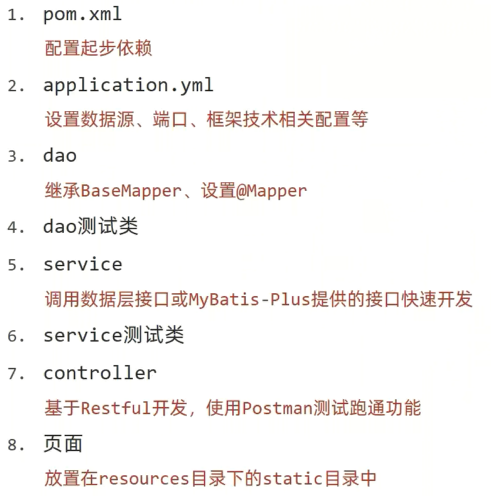 1. pom.xml
配置起步依赖
2. application.yml
设置数据源、端口、框架技术相关配置等
3. dao
继承BaseMapper、设置@Mapper
4. dao测试类
5. service
调用数据层接口或MyBatis-Plus提供的接口快速开发
6. service测试类
7. controller
基于Restful开发，使用Postman测试跑通功能
8. 页面
放置在resources目录下的static目录中